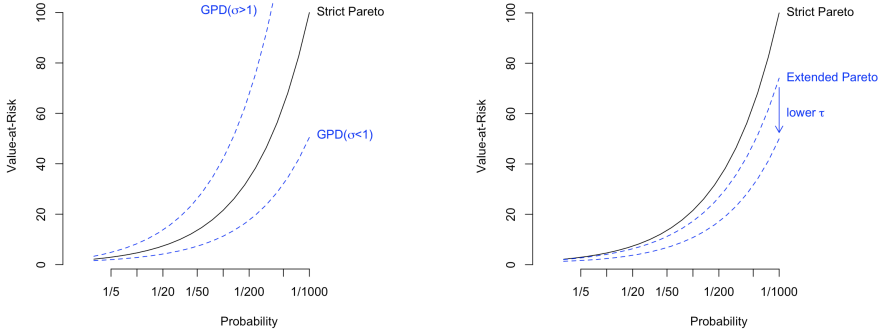 GPD(σ>1)
Strict Pareto
GPD(σ<1)
Value-at-Risk
100
80
60
40
20
0
1/5
1/20
1/50
1/200
1/1000
Probability
Strict Pareto
Extended Pareto
lower τ
Value-at-Risk
100
80
60
40
20
0
1/5
1/20
1/50
1/200
1/1000
Probability